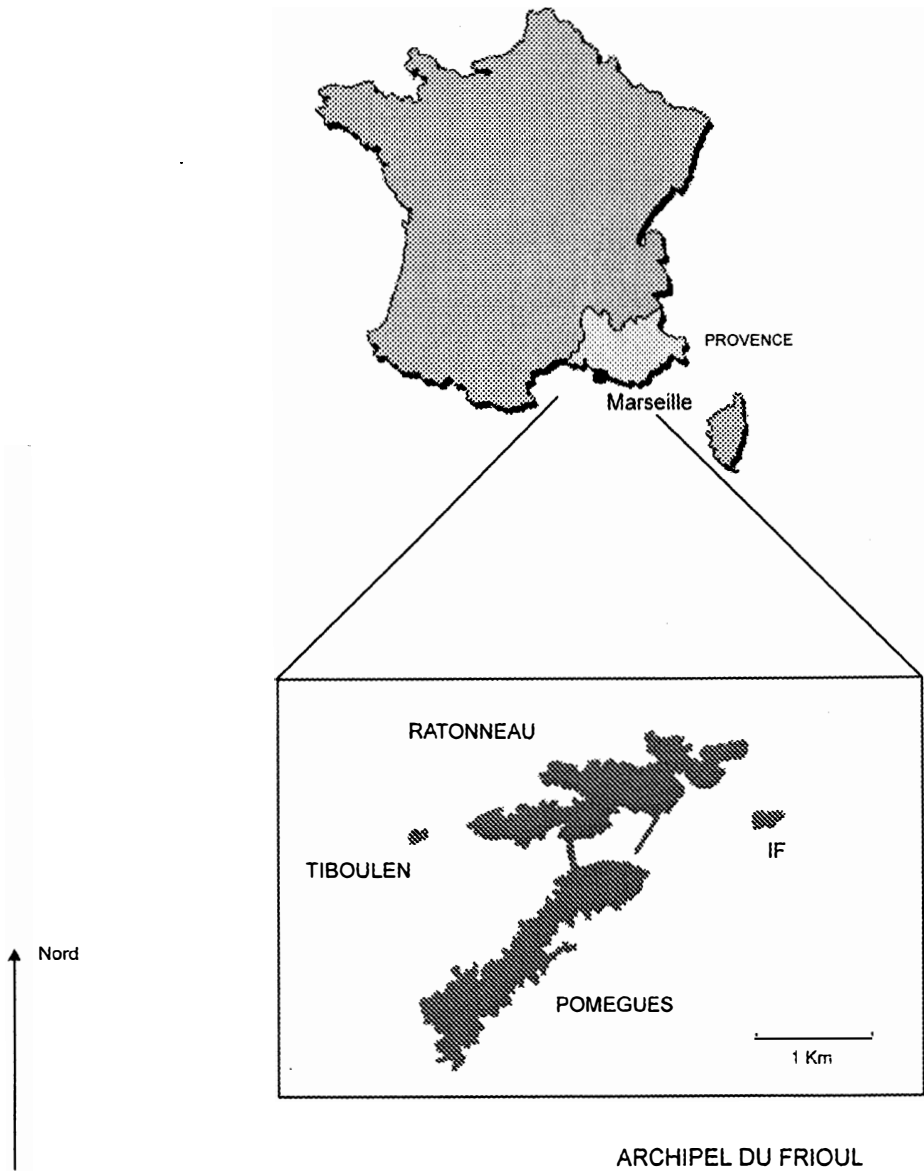 PROVENCE
Marseille
RATONNEAU
TIBOULEN
IF
Nord
POMEGUES
1 Km
ARCHIPEL DU FRIOUL